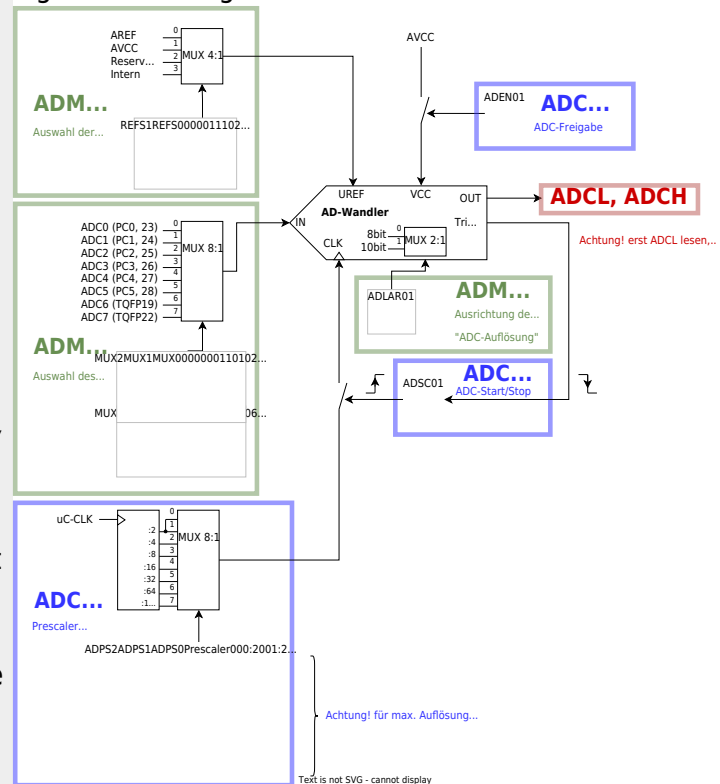 AREF
AVCC
Reserv...
Intern
0
1
2
3
MUX 4:1
ADM...
Auswahl der...
REFS1REFS0000011102...
AVCC
ADEN01
ADC...
ADC-Freigabe
UREF
VCC
OUT
AD-Wandler
IN
Tri...
CLK
8bit
10bit
0
1
MUX 2:1
ADCL, ADCH
Achtung! erst ADCL lesen,..
ADC0 (PC0, 23)
ADC1 (PC1, 24)
ADC2 (PC2, 25)
ADC3 (PC3, 26)
ADC4 (PC4, 27)
ADC5 (PC5, 28)
ADC6 (TQFP19)
ADC7 (TQFP22)
0
1
2
3
4
5
6
7
MUX 8:1
ADM...
Auswahl des...
MUX2MUX1MUX0000000110102...
MUX
06...
ADLAR01
ADM...
Ausrichtung de...
"ADC-Auflösung"
ADSC01
ADC...
ADC-Start/Stop
uC-CLK
:2
:4
:8
:16
:32
:64
:1...
0
1
2
3
4
5
6
7
MUX 8:1
ADC...
Prescaler...
ADPS2ADPS1ADPS0Prescaler000:2001:2...
Achtung! für max. Auflösung...
Text is not SVG - cannot display